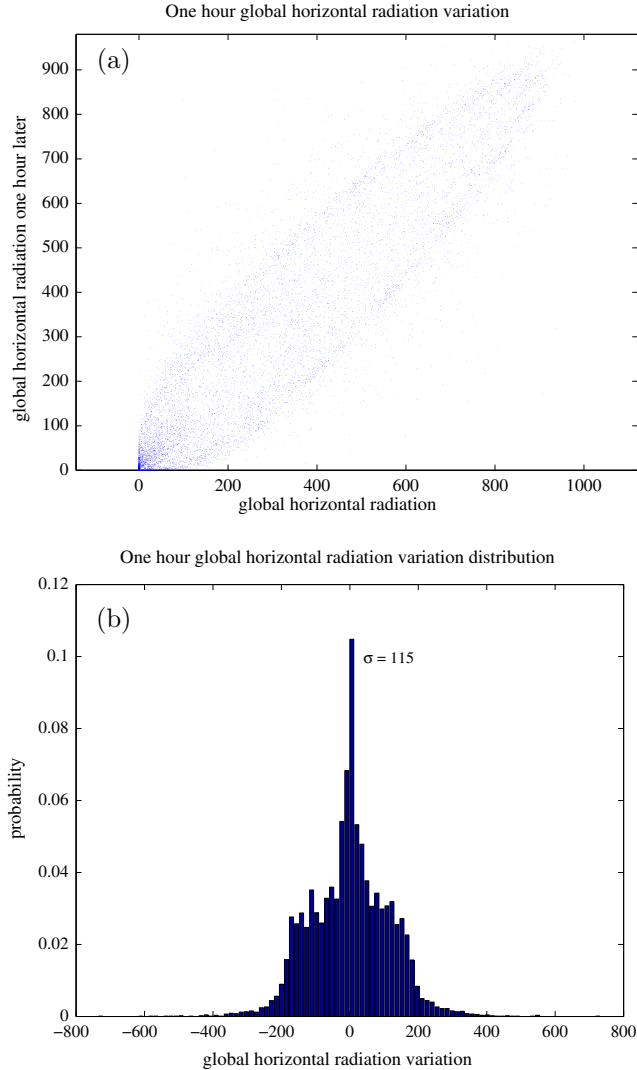 One hour global horizontal radiation variation
(a)
900
800
700
600
500
400
300
200
100
0
global horizontal radiation one hour later
0 200 400 600 800 1000
global horizontal radiation
One hour global horizontal radiation variation distribution
(b)
σ = 115
0.12
0.1
0.08
0.06
0.04
0.02
0
probability
−800 −600 −400 −200 0 200 400 600 800
global horizontal radiation variation